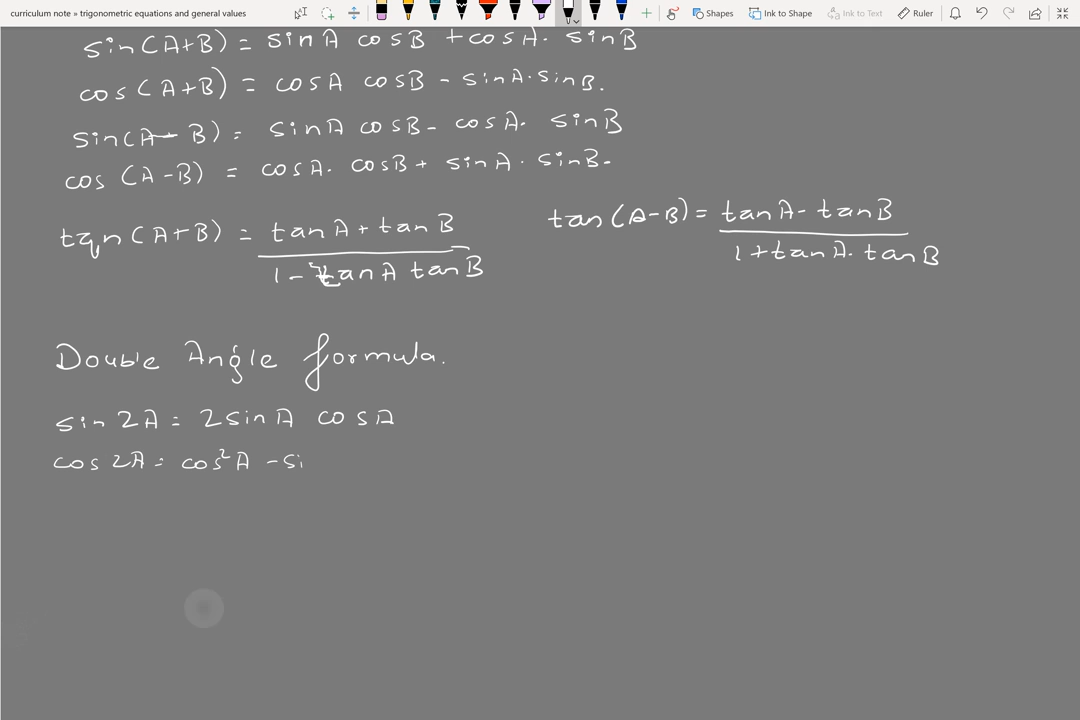 curriculum note » trigonometric equations and general values
Shapes Ink to Shape Ink to Text Ruler
sin(A+B) = sinA cosB + cosA. sinB
cos(A+B) = cosA cosB - sinA.sinB.
sin(A-B) = sinA cosB - cosA. sinB
cos (A-B) = cosA. cosB + sinA. sinB.
tan(A+B) = tanA + tanB / 1 - tanA tanB
tan(A-B) = tanA - tanB / 1 + tanA. tanB
Double Angle formula.
sin 2A = 2sinA cosA
cos 2A = cos²A - si